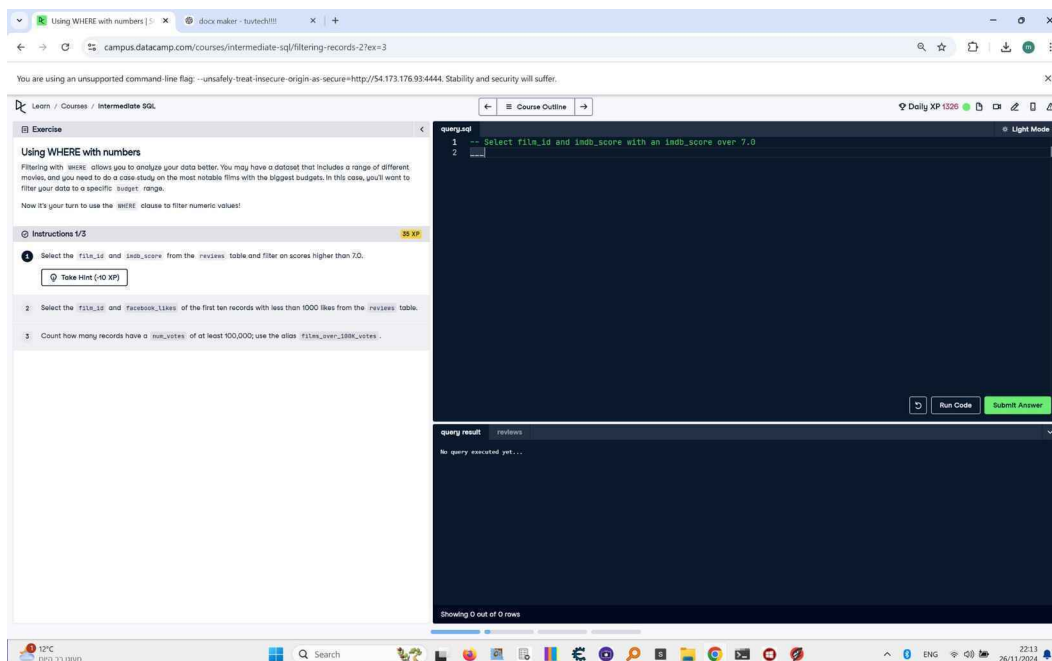 Using WHERE with numbers | S
docx maker - tuvtech!!!!
campus.datacamp.com/courses/intermediate-sql/filtering-records-2?ex=3
You are using an unsupported command-line flag: --unsafely-treat-insecure-origin-as-secure=http://54.173.176.93:4444. Stability and security will suffer.
Learn / Courses / Intermediate SQL
Course Outline
Daily XP 1326
Exercise
Using WHERE with numbers
Filtering with WHERE allows you to analyze your data better. You may have a dataset that includes a range of different
movies, and you need to do a case study on the most notable films with the biggest budgets. In this case, you'll want to
filter your data to a specific budget range.
Now it's your turn to use the WHERE clause to filter numeric values!
Instructions 1/3
35 XP
1 Select the film_id and imdb_score from the reviews table and filter on scores higher than 7.0.
Take Hint (-10 XP)
2 Select the film_id and facebook_likes of the first ten records with less than 1000 likes from the reviews table.
3 Count how many records have a num_votes of at least 100,000; use the alias films_over_100K_votes .
query.sql
Light Mode
1 -- Select film_id and imdb_score with an imdb_score over 7.0
2 ___
Run Code
Submit Answer
query result
reviews
No query executed yet...
Showing 0 out of 0 rows
1
12°C
Search
ENG
22:13
26/11/2024